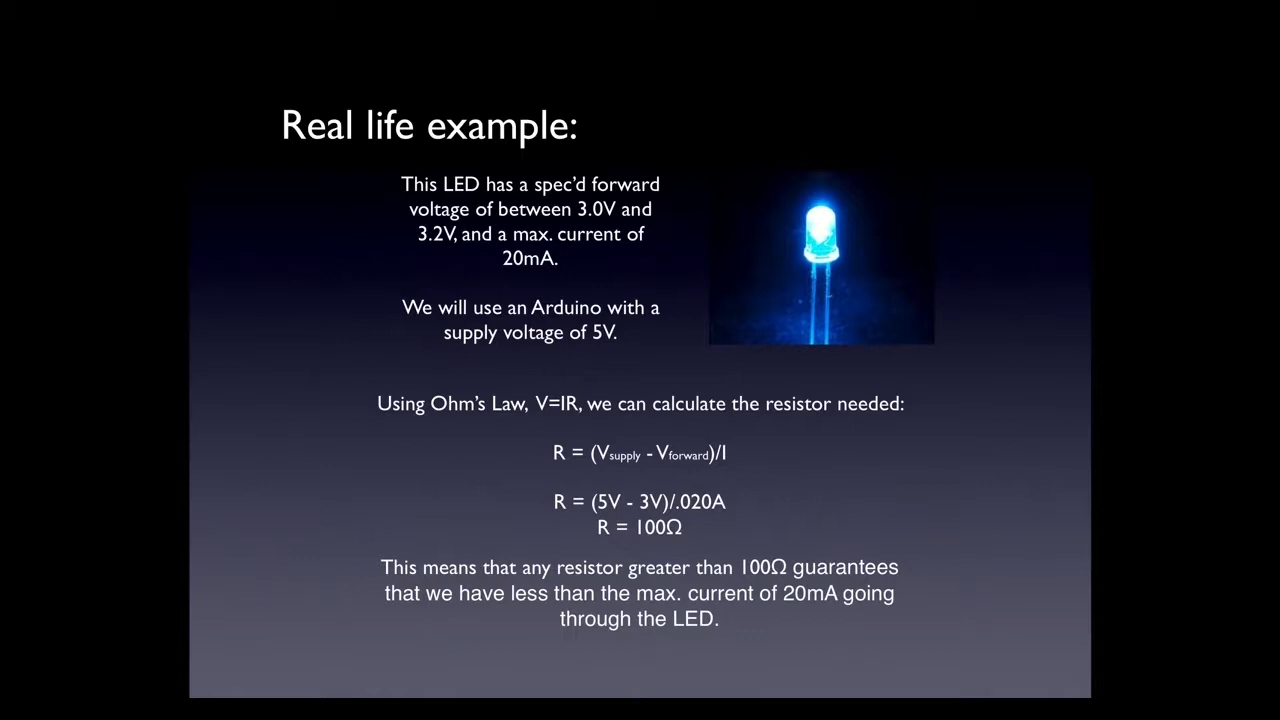 Real life example:
This LED has a spec'd forward
voltage of between 3.0V and
3.2V, and a max. current of
20mA.
We will use an Arduino with a
supply voltage of 5V.
Using Ohm's Law, V=IR, we can calculate the resistor needed:
R = (Vsupply - Vforward)/I
R = (5V - 3V)/.020A
R = 100Ω
This means that any resistor greater than 100Ω guarantees
that we have less than the max. current of 20mA going
through the LED.